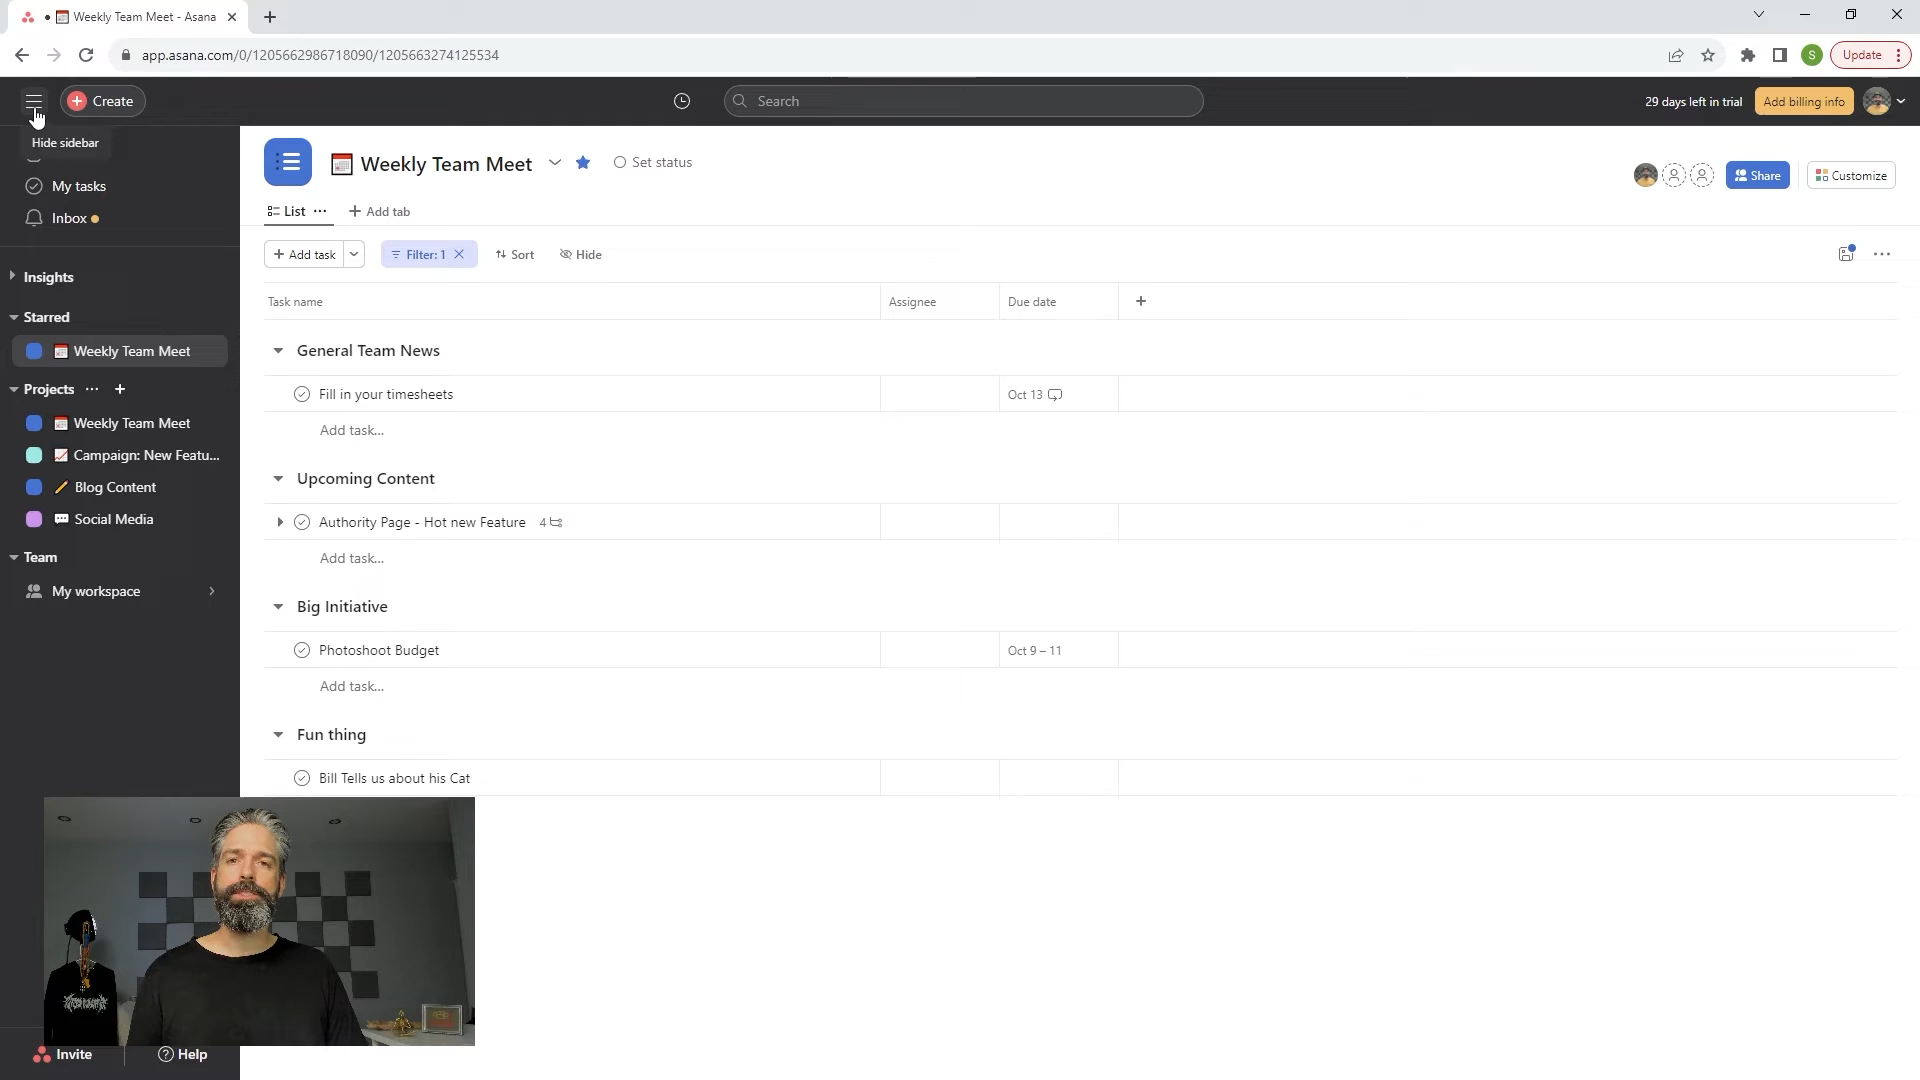 Weekly Team Meet - Asana
app.asana.com/0/1205662986718090/1205663274125534
Update
Create
Search
29 days left in trial
Add billing info
Hide sidebar
My tasks
Inbox
Insights
Starred
Weekly Team Meet
Projects
Weekly Team Meet
Campaign: New Featu...
Blog Content
Social Media
Team
My workspace
Invite
Help
Weekly Team Meet
Set status
Share
Customize
List
Add tab
Add task
Filter: 1
Sort
Hide
Task name
Assignee
Due date
General Team News
Fill in your timesheets
Oct 13
Add task...
Upcoming Content
Authority Page - Hot new Feature 4
Add task...
Big Initiative
Photoshoot Budget
Oct 9 – 11
Add task...
Fun thing
Bill Tells us about his Cat